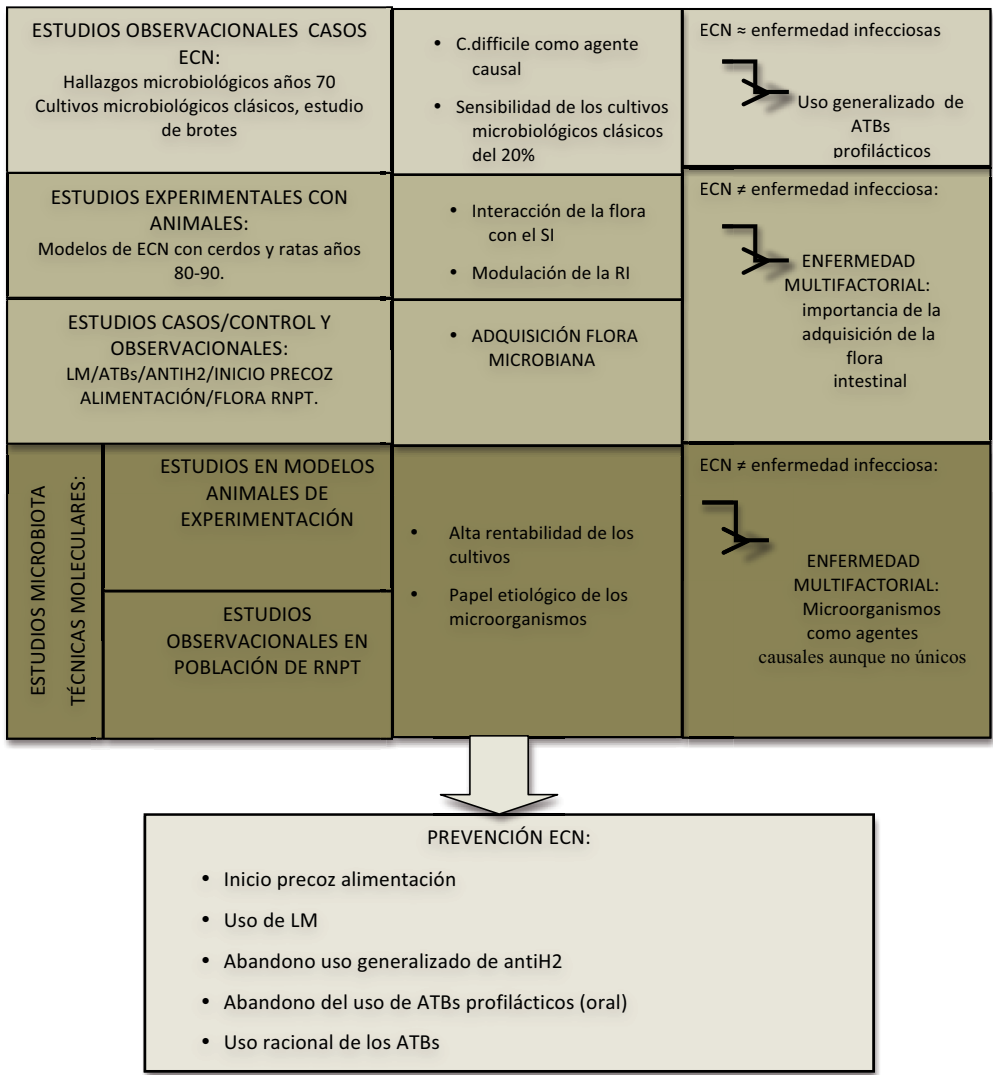 ESTUDIOS OBSERVACIONALES CASOS
ECN:
Hallazgos microbiológicos años 70
Cultivos microbiológicos clásicos, estudio
de brotes
• C.difficile como agente
causal
• Sensibilidad de los cultivos
microbiológicos clásicos
del 20%
ECN ≈ enfermedad infecciosas
Uso generalizado de
ATBs
profilácticos
ESTUDIOS EXPERIMENTALES CON
ANIMALES:
Modelos de ECN con cerdos y ratas años
80-90.
• Interacción de la flora
con el SI
• Modulación de la RI
ECN ≠ enfermedad infecciosa:
ENFERMEDAD
MULTIFACTORIAL:
importancia de la
adquisición de la
flora
intestinal
ESTUDIOS CASOS/CONTROL Y
OBSERVACIONALES:
LM/ATBs/ANTIH2/INICIO PRECOZ
ALIMENTACIÓN/FLORA RNPT.
• ADQUISICIÓN FLORA
MICROBIANA
ESTUDIOS MICROBIOTA
TÉCNICAS MOLECULARES:
ESTUDIOS EN MODELOS
ANIMALES DE
EXPERIMENTACIÓN
ESTUDIOS
OBSERVACIONALES EN
POBLACIÓN DE RNPT
• Alta rentabilidad de los
cultivos
• Papel etiológico de los
microorganismos
ECN ≠ enfermedad infecciosa:
ENFERMEDAD
MULTIFACTORIAL:
Microorganismos
como agentes
causales aunque no únicos
PREVENCIÓN ECN:
• Inicio precoz alimentación
• Uso de LM
• Abandono uso generalizado de antiH2
• Abandono del uso de ATBs profilácticos (oral)
• Uso racional de los ATBs